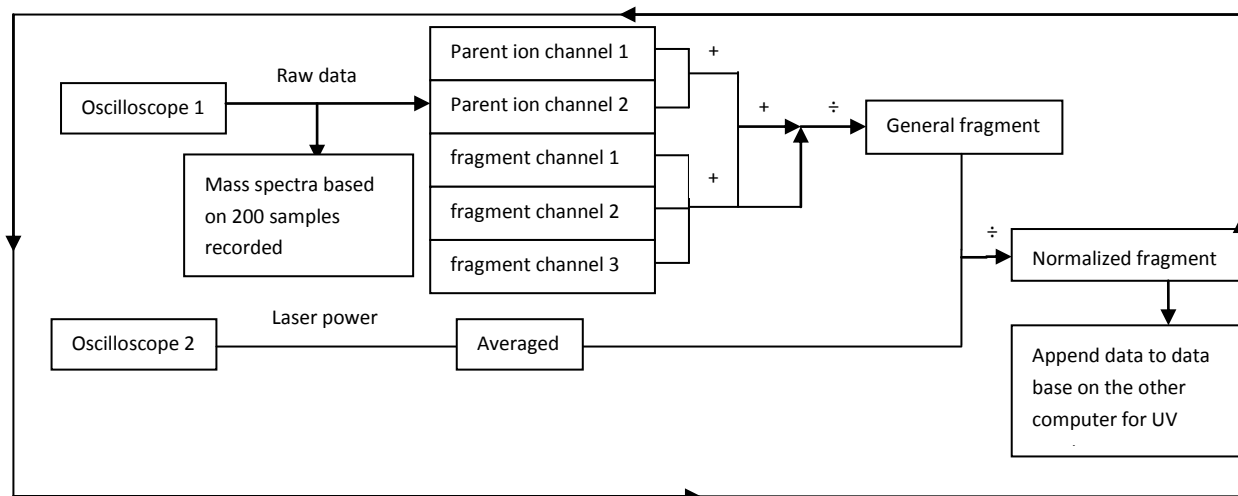 Oscilloscope 1
Raw data
Mass spectra based
on 200 samples
recorded
Parent ion channel 1
Parent ion channel 2
fragment channel 1
fragment channel 2
fragment channel 3
+
+
+
÷
General fragment
Oscilloscope 2
Laser power
Averaged
÷
Normalized fragment
Append data to data
base on the other
computer for UV